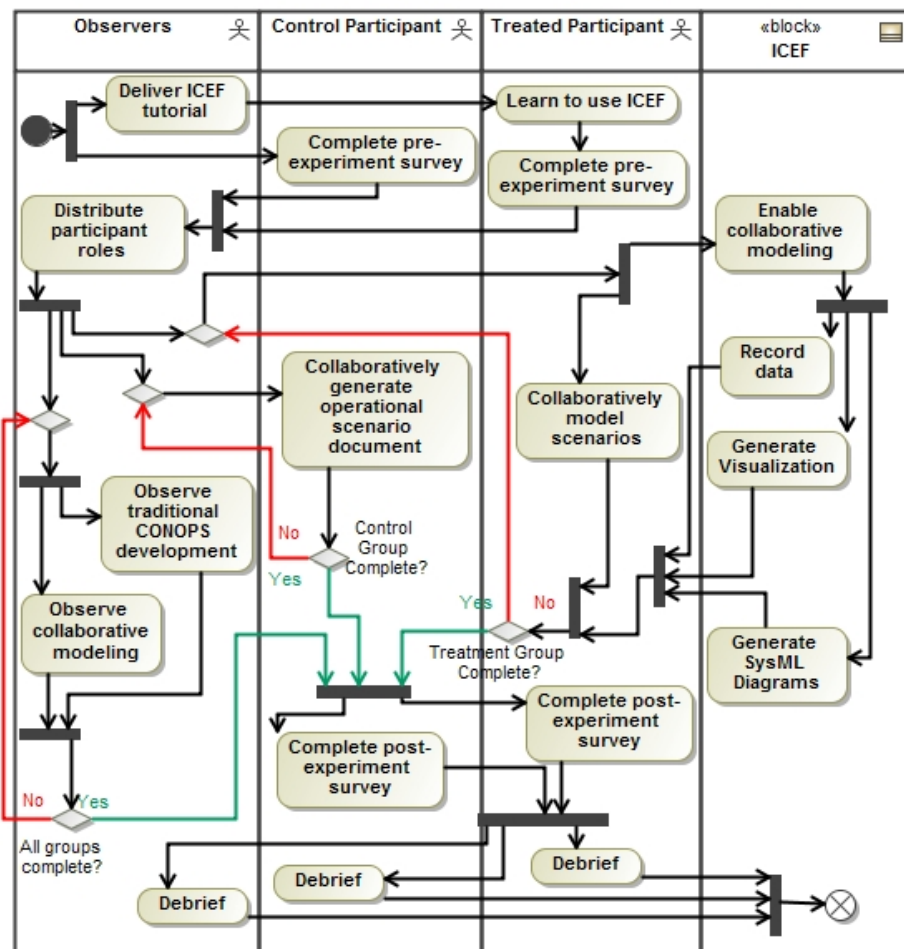 Observers
Control Participant
Treated Participant
«block»
ICEF
Deliver ICEF
tutorial
Learn to use ICEF
Complete pre-
experiment survey
Complete pre-
experiment survey
Distribute
participant
roles
Enable
collaborative
modeling
Record
data
Collaboratively
generate
operational
scenario
document
Collaboratively
model
scenarios
Generate
Visualization
Observe
traditional
CONOPS
development
No
Control
Group
Complete?
Yes
Observe
collaborative
modeling
Yes
No
Treatment Group
Complete?
Generate
SysML
Diagrams
Complete post-
experiment
survey
Complete post-
experiment
survey
No
Yes
All groups
complete?
Debrief
Debrief
Debrief